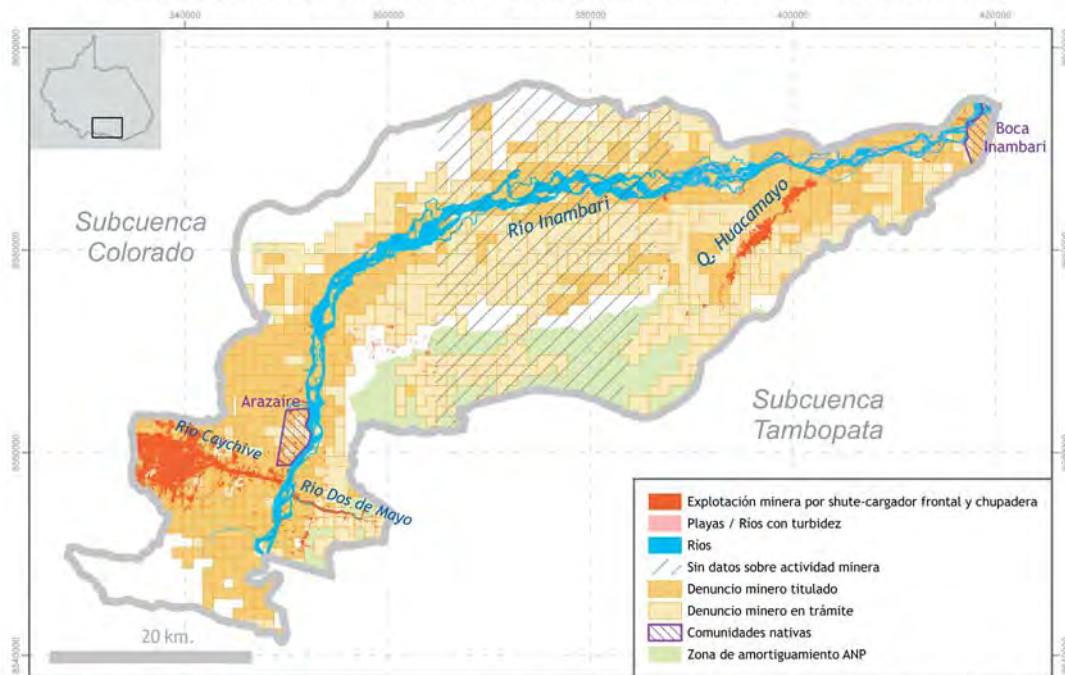 340000
360000
380000
400000
420000
Boca
Inambari
Subcuenca
Colorado
Río Inambari
Q. Huacamayo
Arazaire
Río Caychive
Río Dos de Mayo
Subcuenca
Tambopata
Explotación minera por shute-cargador frontal y chupadera
Playas / Ríos con turbidez
Ríos
Sin datos sobre actividad minera
Denuncio minero titulado
Denuncio minero en trámite
Comunidades nativas
Zona de amortiguamiento ANP
20 km.